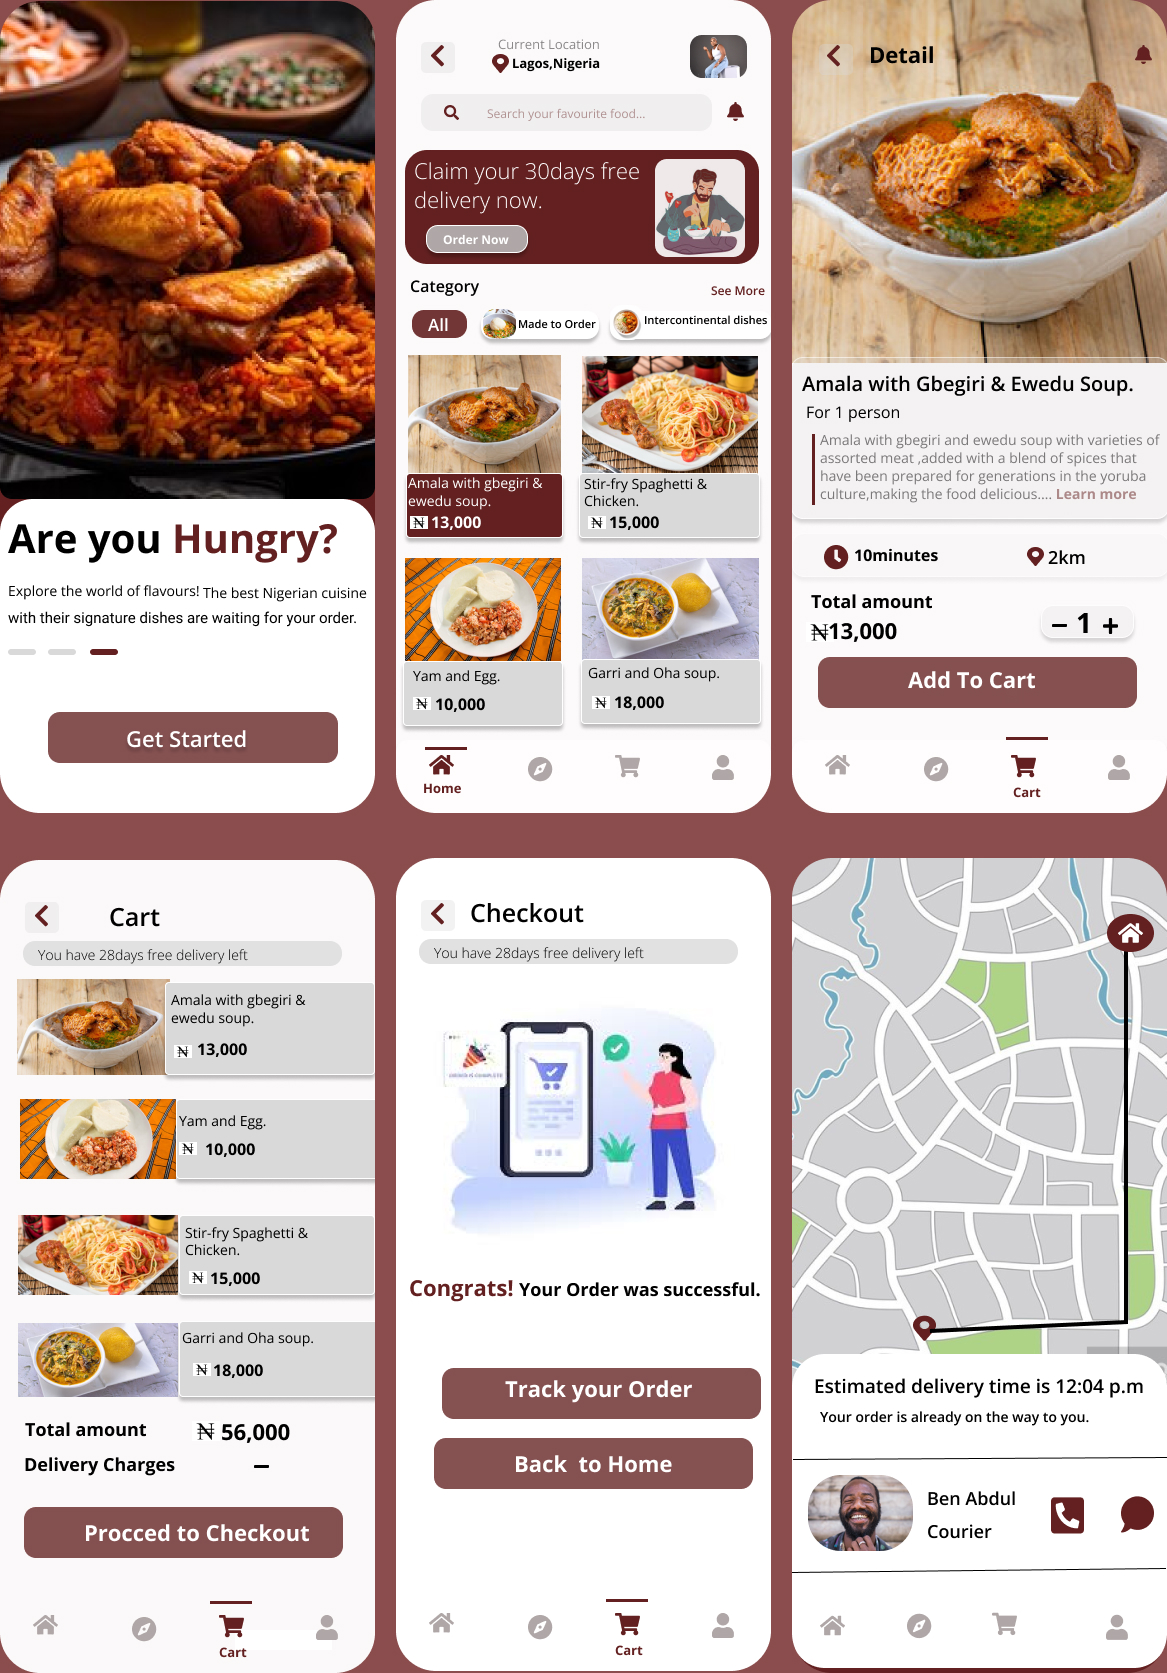 Are you Hungry?
Explore the world of flavours! The best Nigerian cuisine
with their signature dishes are waiting for your order.
Get Started
Current Location
Lagos,Nigeria
Search your favourite food...
Claim your 30days free
delivery now.
Order Now
Category
See More
All
Made to Order
Intercontinental dishes
Amala with gbegiri &
ewedu soup.
₦ 13,000
Stir-fry Spaghetti &
Chicken.
₦ 15,000
Yam and Egg.
₦ 10,000
Garri and Oha soup.
₦ 18,000
Home
Detail
Amala with Gbegiri & Ewedu Soup.
For 1 person
Amala with gbegiri and ewedu soup with varieties of
assorted meat ,added with a blend of spices that
have been prepared for generations in the yoruba
culture,making the food delicious.... Learn more
10minutes
2km
Total amount
₦13,000
– 1 +
Add To Cart
Cart
Cart
You have 28days free delivery left
Amala with gbegiri &
ewedu soup.
₦ 13,000
Yam and Egg.
₦ 10,000
Stir-fry Spaghetti &
Chicken.
₦ 15,000
Garri and Oha soup.
₦ 18,000
Total amount ₦ 56,000
Delivery Charges –
Procced to Checkout
Cart
Checkout
You have 28days free delivery left
ORDER IS COMPLETE
Congrats! Your Order was successful.
Track your Order
Back to Home
Cart
Estimated delivery time is 12:04 p.m
Your order is already on the way to you.
Ben Abdul
Courier